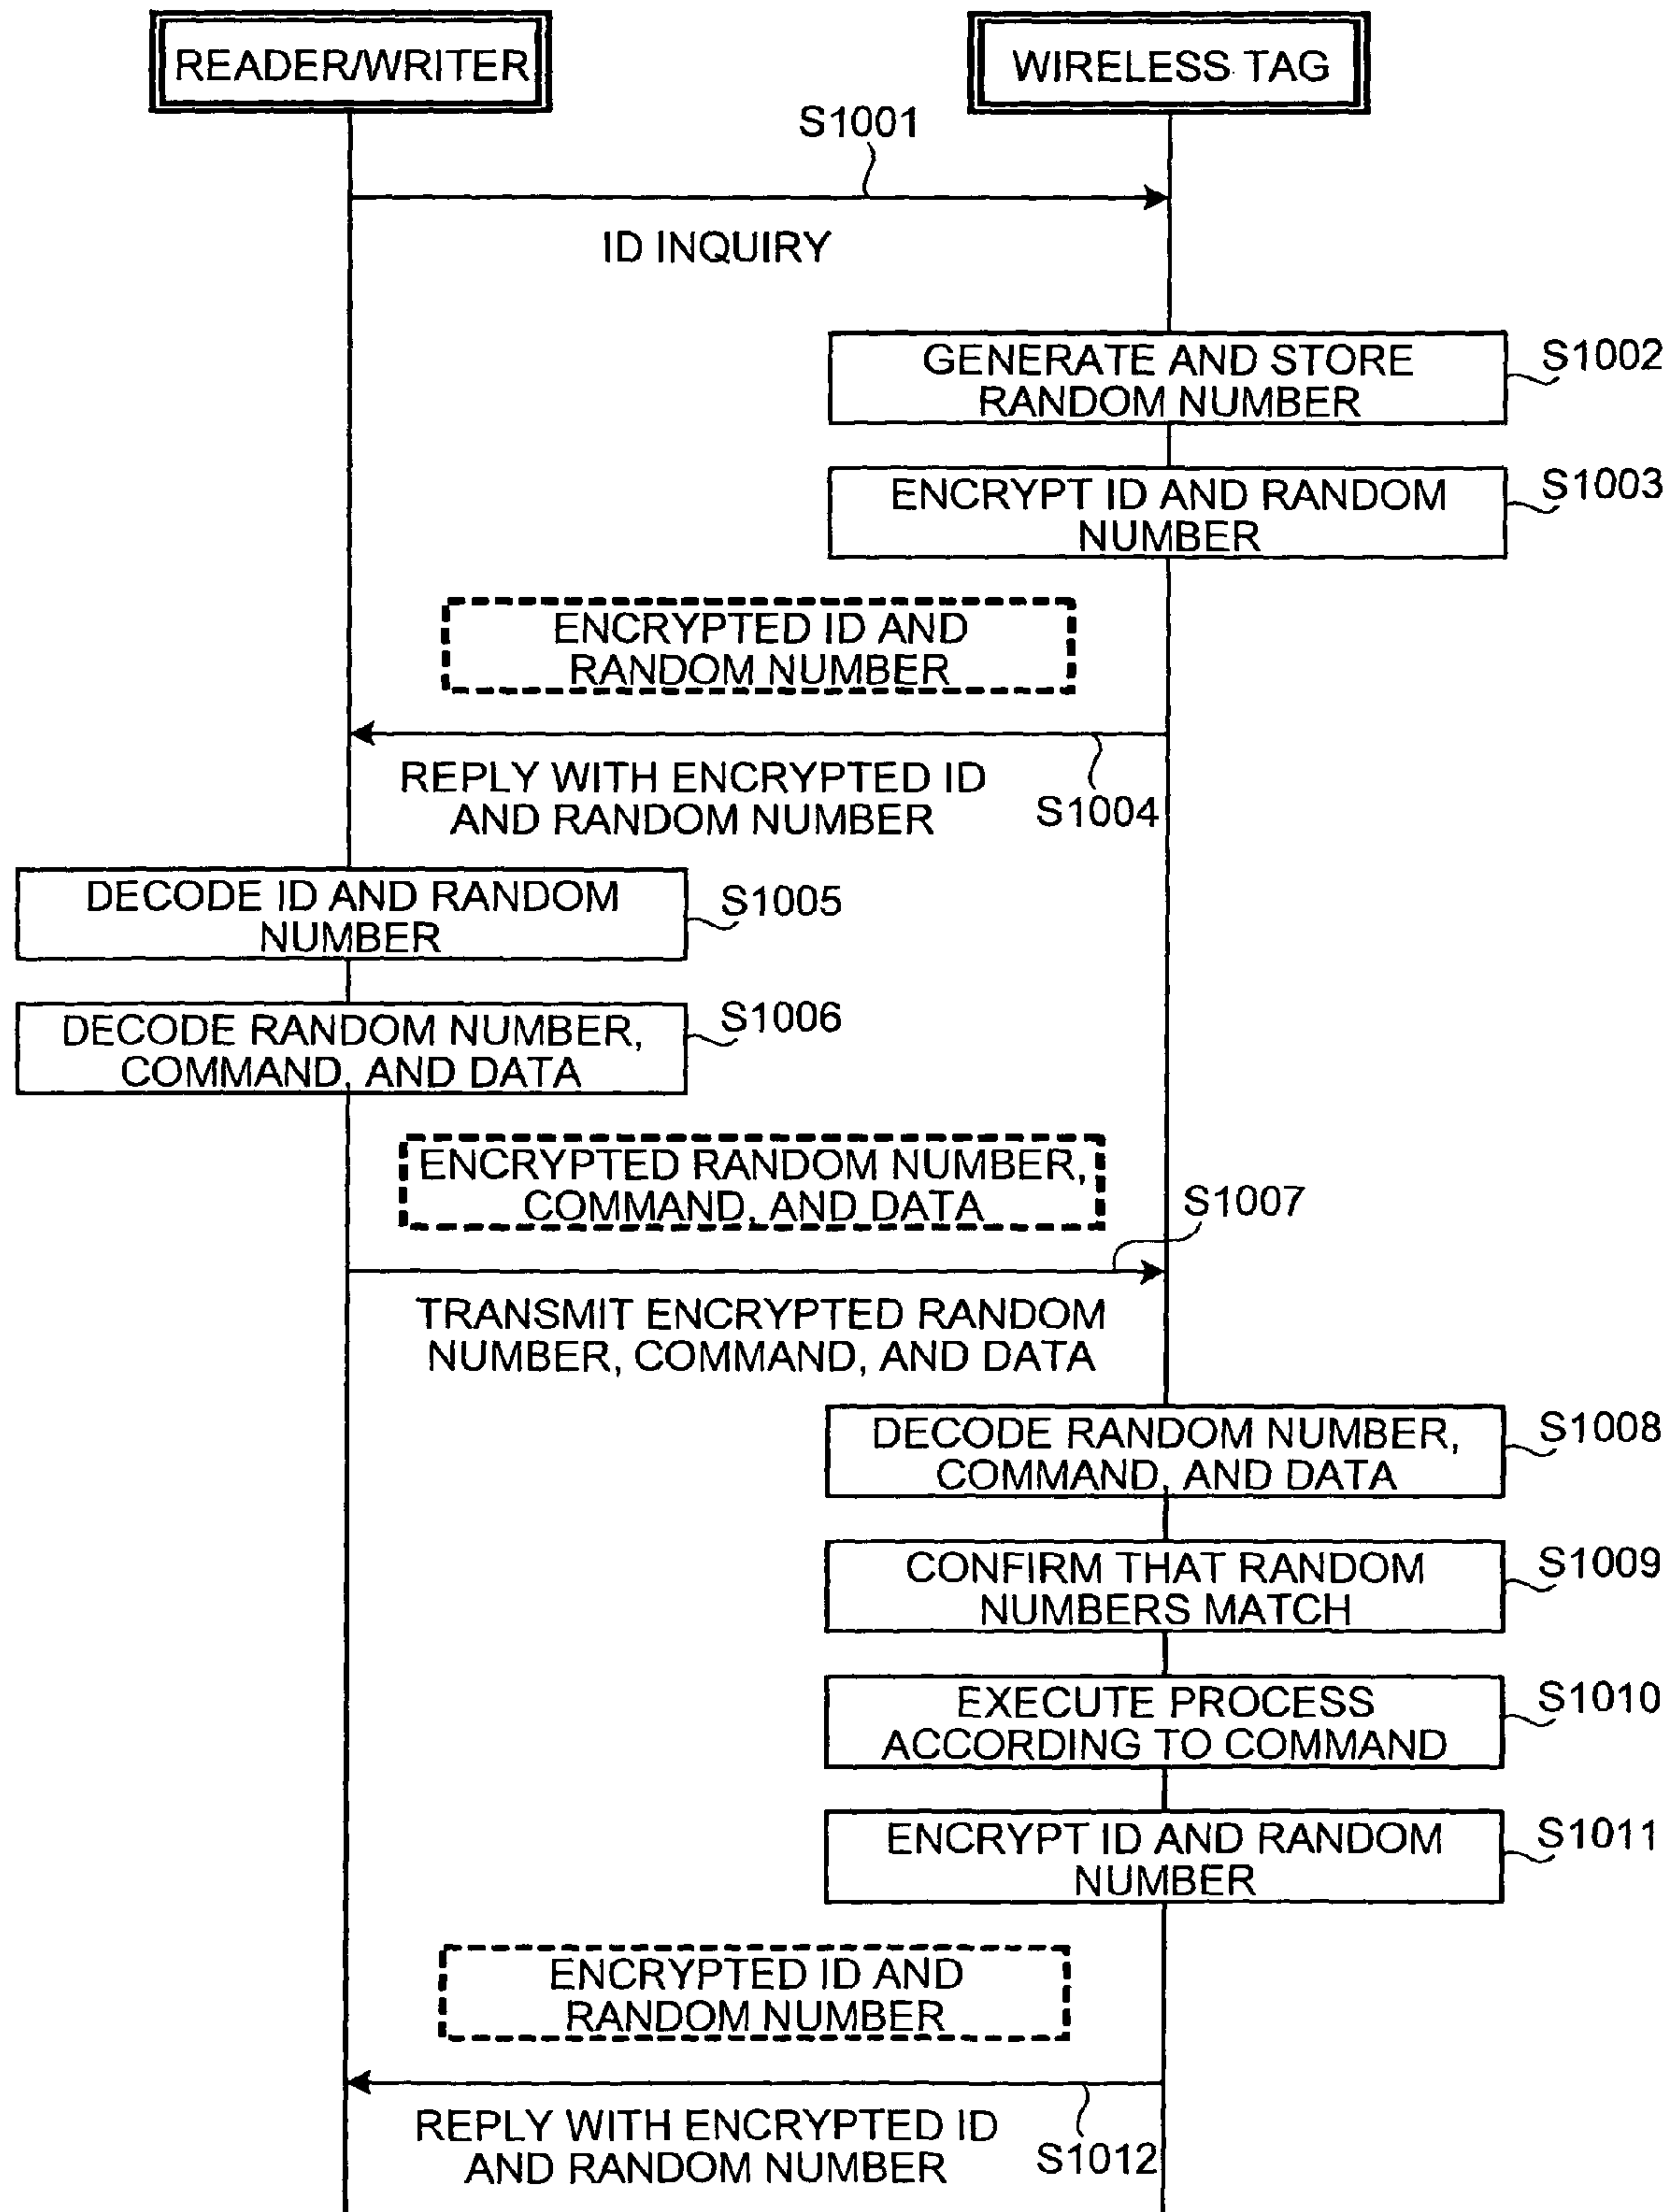 READER/WRITER
WIRELESS TAG
S1001
ID INQUIRY
GENERATE AND STORE
RANDOM NUMBER
S1002
ENCRYPT ID AND RANDOM
NUMBER
S1003
ENCRYPTED ID AND
RANDOM NUMBER
REPLY WITH ENCRYPTED ID
AND RANDOM NUMBER
S1004
DECODE ID AND RANDOM
NUMBER
S1005
DECODE RANDOM NUMBER,
COMMAND, AND DATA
S1006
ENCRYPTED RANDOM NUMBER,
COMMAND, AND DATA
S1007
TRANSMIT ENCRYPTED RANDOM
NUMBER, COMMAND, AND DATA
DECODE RANDOM NUMBER,
COMMAND, AND DATA
S1008
CONFIRM THAT RANDOM
NUMBERS MATCH
S1009
EXECUTE PROCESS
ACCORDING TO COMMAND
S1010
ENCRYPT ID AND RANDOM
NUMBER
S1011
ENCRYPTED ID AND
RANDOM NUMBER
REPLY WITH ENCRYPTED ID
AND RANDOM NUMBER
S1012